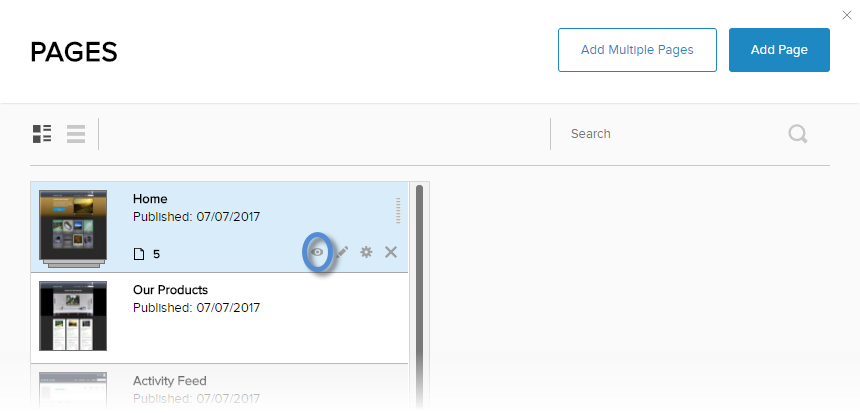 PAGES
Add Multiple Pages
Add Page
Search
Home
Published: 07/07/2017
5
Our Products
Published: 07/07/2017
Activity Feed
Published: 07/07/2017